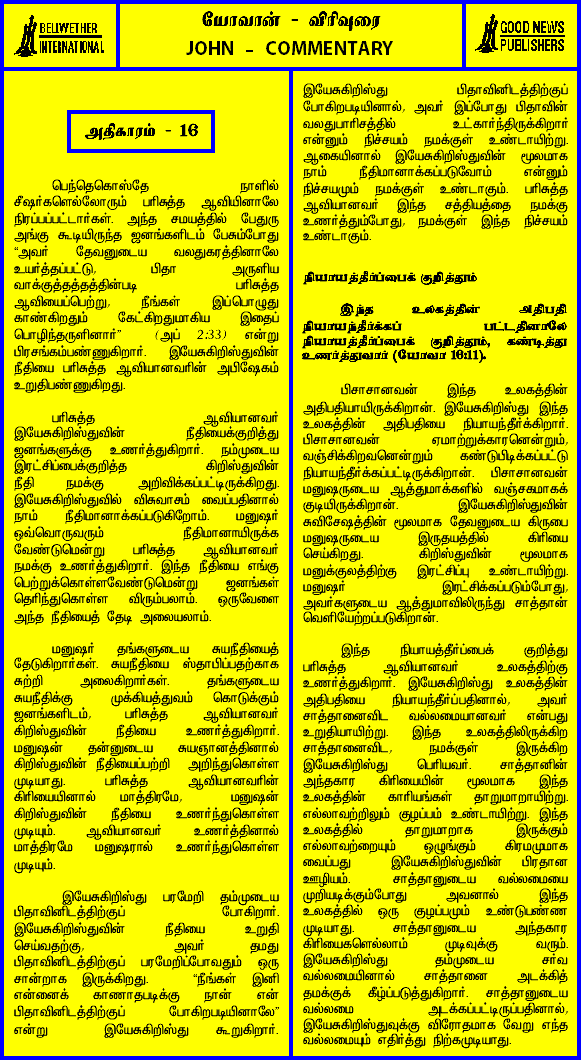 BELWETHER
INTERNATIONAL
யோவான் - விரிவுரை
JOHN - COMMENTARY
GOOD NEWS
PUBLISHERS
அதிகாரம் - 16
பெந்தெகொஸ்தே நாளில்
சீஷர்களெல்லோரும் பரிசுத்த ஆவியினாலே
நிரப்பப்பட்டார்கள். அந்த சமயத்தில் பேதுரு
அங்கு கூடியிருந்த ஜனங்களிடம் பேசும்போது
“அவர் தேவனுடைய வலதுகரத்தினாலே
உயர்த்தப்பட்டு, பிதா அருளிய
வாக்குத்தத்தத்தின்படி பரிசுத்த
ஆவியைப்பெற்று, நீங்கள் இப்பொழுது
காண்கிறதும் கேட்கிறதுமாகிய இதைப்
பொழிந்தருளினார்” (அப் 2:33) என்று
பிரசங்கம்பண்ணுகிறார். இயேசுகிறிஸ்துவின்
நீதியை பரிசுத்த ஆவியானவரின் அபிஷேகம்
உறுதிபண்ணுகிறது.
பரிசுத்த ஆவியானவர்
இயேசுகிறிஸ்துவின் நீதியைக்குறித்து
ஜனங்களுக்கு உணர்த்துகிறார். நம்முடைய
இரட்சிப்பைக்குறித்த கிறிஸ்துவின்
நீதி நமக்கு அறிவிக்கப்பட்டிருக்கிறது.
இயேசுகிறிஸ்துவில் விசுவாசம் வைப்பதினால்
நாம் நீதிமானாக்கப்படுகிறோம். மனுஷர்
ஒவ்வொருவரும் நீதிமானாயிருக்க
வேண்டுமென்று பரிசுத்த ஆவியானவர்
நமக்கு உணர்த்துகிறார். இந்த நீதியை எங்கு
பெற்றுக்கொள்ளவேண்டுமென்று ஜனங்கள்
தெரிந்துகொள்ள விரும்பலாம். ஒருவேளை
அந்த நீதியைத் தேடி அலையலாம்.
மனுஷர் தங்களுடைய சுயநீதியைத்
தேடுகிறார்கள். சுயநீதியை ஸ்தாபிப்பதற்காக
சுற்றி அலைகிறார்கள். தங்களுடைய
சுயநீதிக்கு முக்கியத்துவம் கொடுக்கும்
ஜனங்களிடம், பரிசுத்த ஆவியானவர்
கிறிஸ்துவின் நீதியை உணர்த்துகிறார்.
மனுஷன் தன்னுடைய சுயஞானத்தினால்
கிறிஸ்துவின் நீதியைப்பற்றி அறிந்துகொள்ள
முடியாது. பரிசுத்த ஆவியானவரின்
கிரியையினால் மாத்திரமே, மனுஷன்
கிறிஸ்துவின் நீதியை உணர்ந்துகொள்ள
முடியும். ஆவியானவர் உணர்த்தினால்
மாத்திரமே மனுஷரால் உணர்ந்துகொள்ள
முடியும்.
இயேசுகிறிஸ்து பரமேறி தம்முடைய
பிதாவினிடத்திற்குப் போகிறார்.
இயேசுகிறிஸ்துவின் நீதியை உறுதி
செய்வதற்கு, அவர் தமது
பிதாவினிடத்திற்குப் பரமேறிப்போவதும் ஒரு
சான்றாக இருக்கிறது. “நீங்கள் இனி
என்னைக் காணாதபடிக்கு நான் என்
பிதாவினிடத்திற்குப் போகிறபடியினாலே”
என்று இயேசுகிறிஸ்து கூறுகிறார்.
இயேசுகிறிஸ்து பிதாவினிடத்திற்குப்
போகிறபடியினால், அவர் இப்போது பிதாவின்
வலதுபாரிசத்தில் உட்கார்ந்திருக்கிறார்
என்னும் நிச்சயம் நமக்குள் உண்டாயிற்று.
ஆகையினால் இயேசுகிறிஸ்துவின் மூலமாக
நாம் நீதிமானாக்கப்படுவோம் என்னும்
நிச்சயமும் நமக்குள் உண்டாகும். பரிசுத்த
ஆவியானவர் இந்த சத்தியத்தை நமக்கு
உணர்த்தும்போது, நமக்குள் இந்த நிச்சயம்
உண்டாகும்.
நியாயத்தீர்ப்பைக் குறித்தும்
இந்த உலகத்தின் அதிபதி
நியாயந்தீர்க்கப் பட்டதினாலே
நியாயத்தீர்ப்பைக் குறித்தும், கண்டித்து
உணர்த்துவார் (யோவா 16:11).
பிசாசானவன் இந்த உலகத்தின்
அதிபதியாயிருக்கிறான். இயேசுகிறிஸ்து இந்த
உலகத்தின் அதிபதியை நியாயந்தீர்க்கிறார்.
பிசாசானவன் ஏமாற்றுக்காரனென்றும்,
வஞ்சிக்கிறவனென்றும் கண்டுபிடிக்கப்பட்டு
நியாயந்தீர்க்கப்பட்டிருக்கிறான். பிசாசானவன்
மனுஷருடைய ஆத்துமாக்களில் வஞ்சகமாகக்
குடியிருக்கிறான். இயேசுகிறிஸ்துவின்
சுவிசேஷத்தின் மூலமாக தேவனுடைய கிருபை
மனுஷருடைய இருதயத்தில் கிரியை
செய்கிறது. கிறிஸ்துவின் மூலமாக
மனுக்குலத்திற்கு இரட்சிப்பு உண்டாயிற்று.
மனுஷர் இரட்சிக்கப்படும்போது,
அவர்களுடைய ஆத்துமாவிலிருந்து சாத்தான்
வெளியேற்றப்படுகிறான்.
இந்த நியாயத்தீர்ப்பைக் குறித்து
பரிசுத்த ஆவியானவர் உலகத்திற்கு
உணர்த்துகிறார். இயேசுகிறிஸ்து உலகத்தின்
அதிபதியை நியாயந்தீர்ப்பதினால், அவர்
சாத்தானைவிட வல்லமையானவர் என்பது
உறுதியாயிற்று. இந்த உலகத்திலிருக்கிற
சாத்தானைவிட, நமக்குள் இருக்கிற
இயேசுகிறிஸ்து பெரியவர். சாத்தானின்
அந்தகார கிரியையின் மூலமாக இந்த
உலகத்தின் காரியங்கள் தாறுமாறாயிற்று.
எல்லாவற்றிலும் குழப்பம் உண்டாயிற்று. இந்த
உலகத்தில் தாறுமாறாக இருக்கும்
எல்லாவற்றையும் ஒழுங்கும் கிரமமுமாக
வைப்பது இயேசுகிறிஸ்துவின் பிரதான
ஊழியம். சாத்தானுடைய வல்லமையை
முறியடிக்கும்போது அவனால் இந்த
உலகத்தில் ஒரு குழப்பமும் உண்டுபண்ண
முடியாது. சாத்தானுடைய அந்தகார
கிரியைகளெல்லாம் முடிவுக்கு வரும்.
இயேசுகிறிஸ்து தம்முடைய சர்வ
வல்லமையினால் சாத்தானை அடக்கித்
தமக்குக் கீழ்ப்படுத்துகிறார். சாத்தானுடைய
வல்லமை அடக்கப்பட்டிருப்பதினால்,
இயேசுகிறிஸ்துவுக்கு விரோதமாக வேறு எந்த
வல்லமையும் எதிர்த்து நிற்கமுடியாது.